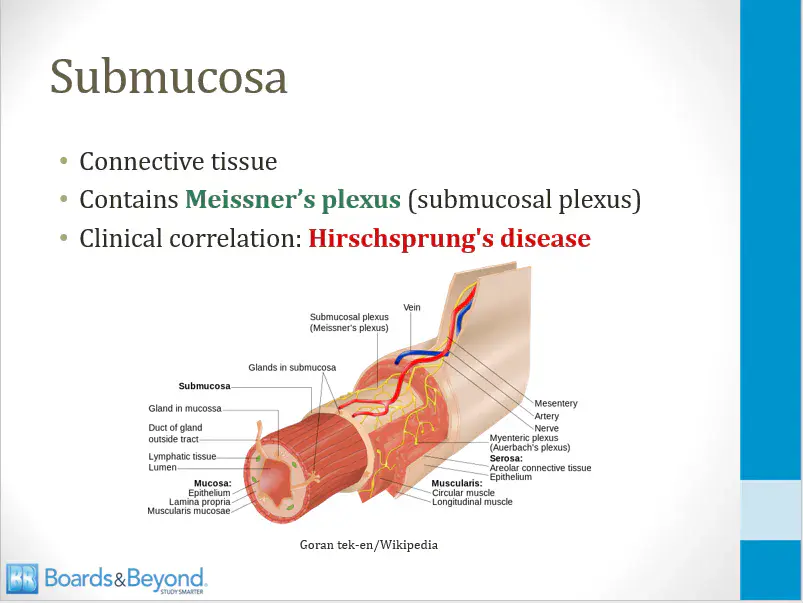 Submucosa
• Connective tissue
• Contains Meissner’s plexus (submucosal plexus)
• Clinical correlation: Hirschsprung's disease
Vein
Submucosal plexus
(Meissner's plexus)
Glands in submucosa
Submucosa
Gland in mucossa
Duct of gland
outside tract
Lymphatic tissue
Lumen
Mucosa:
Epithelium
Lamina propria
Muscularis mucosae
Mesentery
Artery
Nerve
Myenteric plexus
(Auerbach's plexus)
Serosa:
Areolar connective tissue
Epithelium
Muscularis:
Circular muscle
Longitudinal muscle
Goran tek-en/Wikipedia
BB Boards&Beyond.
STUDY SMARTER